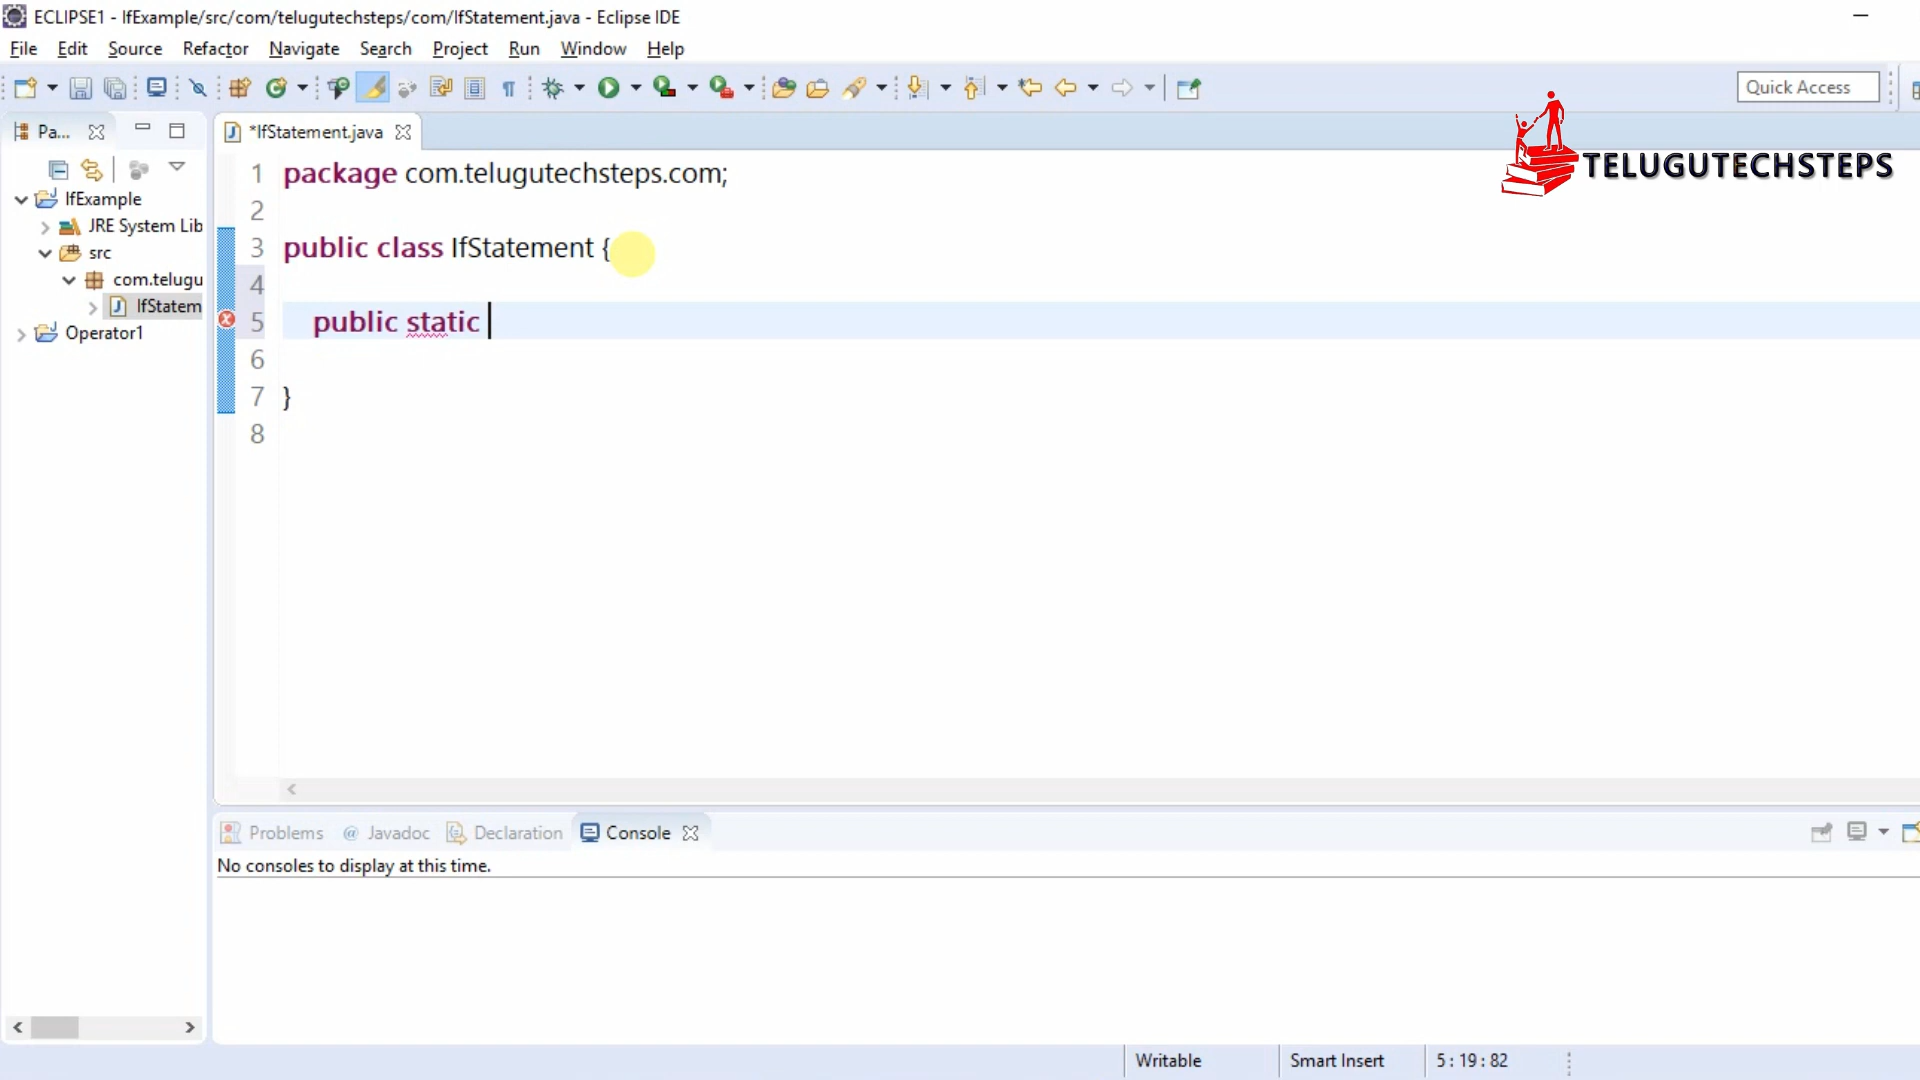 ECLIPSE1 - IfExample/src/com/telugutechsteps/com/IfStatement.java - Eclipse IDE
File Edit Source Refactor Navigate Search Project Run Window Help
Quick Access
TELUGUTECHSTEPS
Pa...
*IfStatement.java
IfExample
JRE System Lib
src
com.telugu
IfStatem
Operator1
1 package com.telugutechsteps.com;
2
3 public class IfStatement {
4
5 public static
6
7 }
8
Problems @ Javadoc Declaration Console
No consoles to display at this time.
Writable Smart Insert 5 : 19 : 82